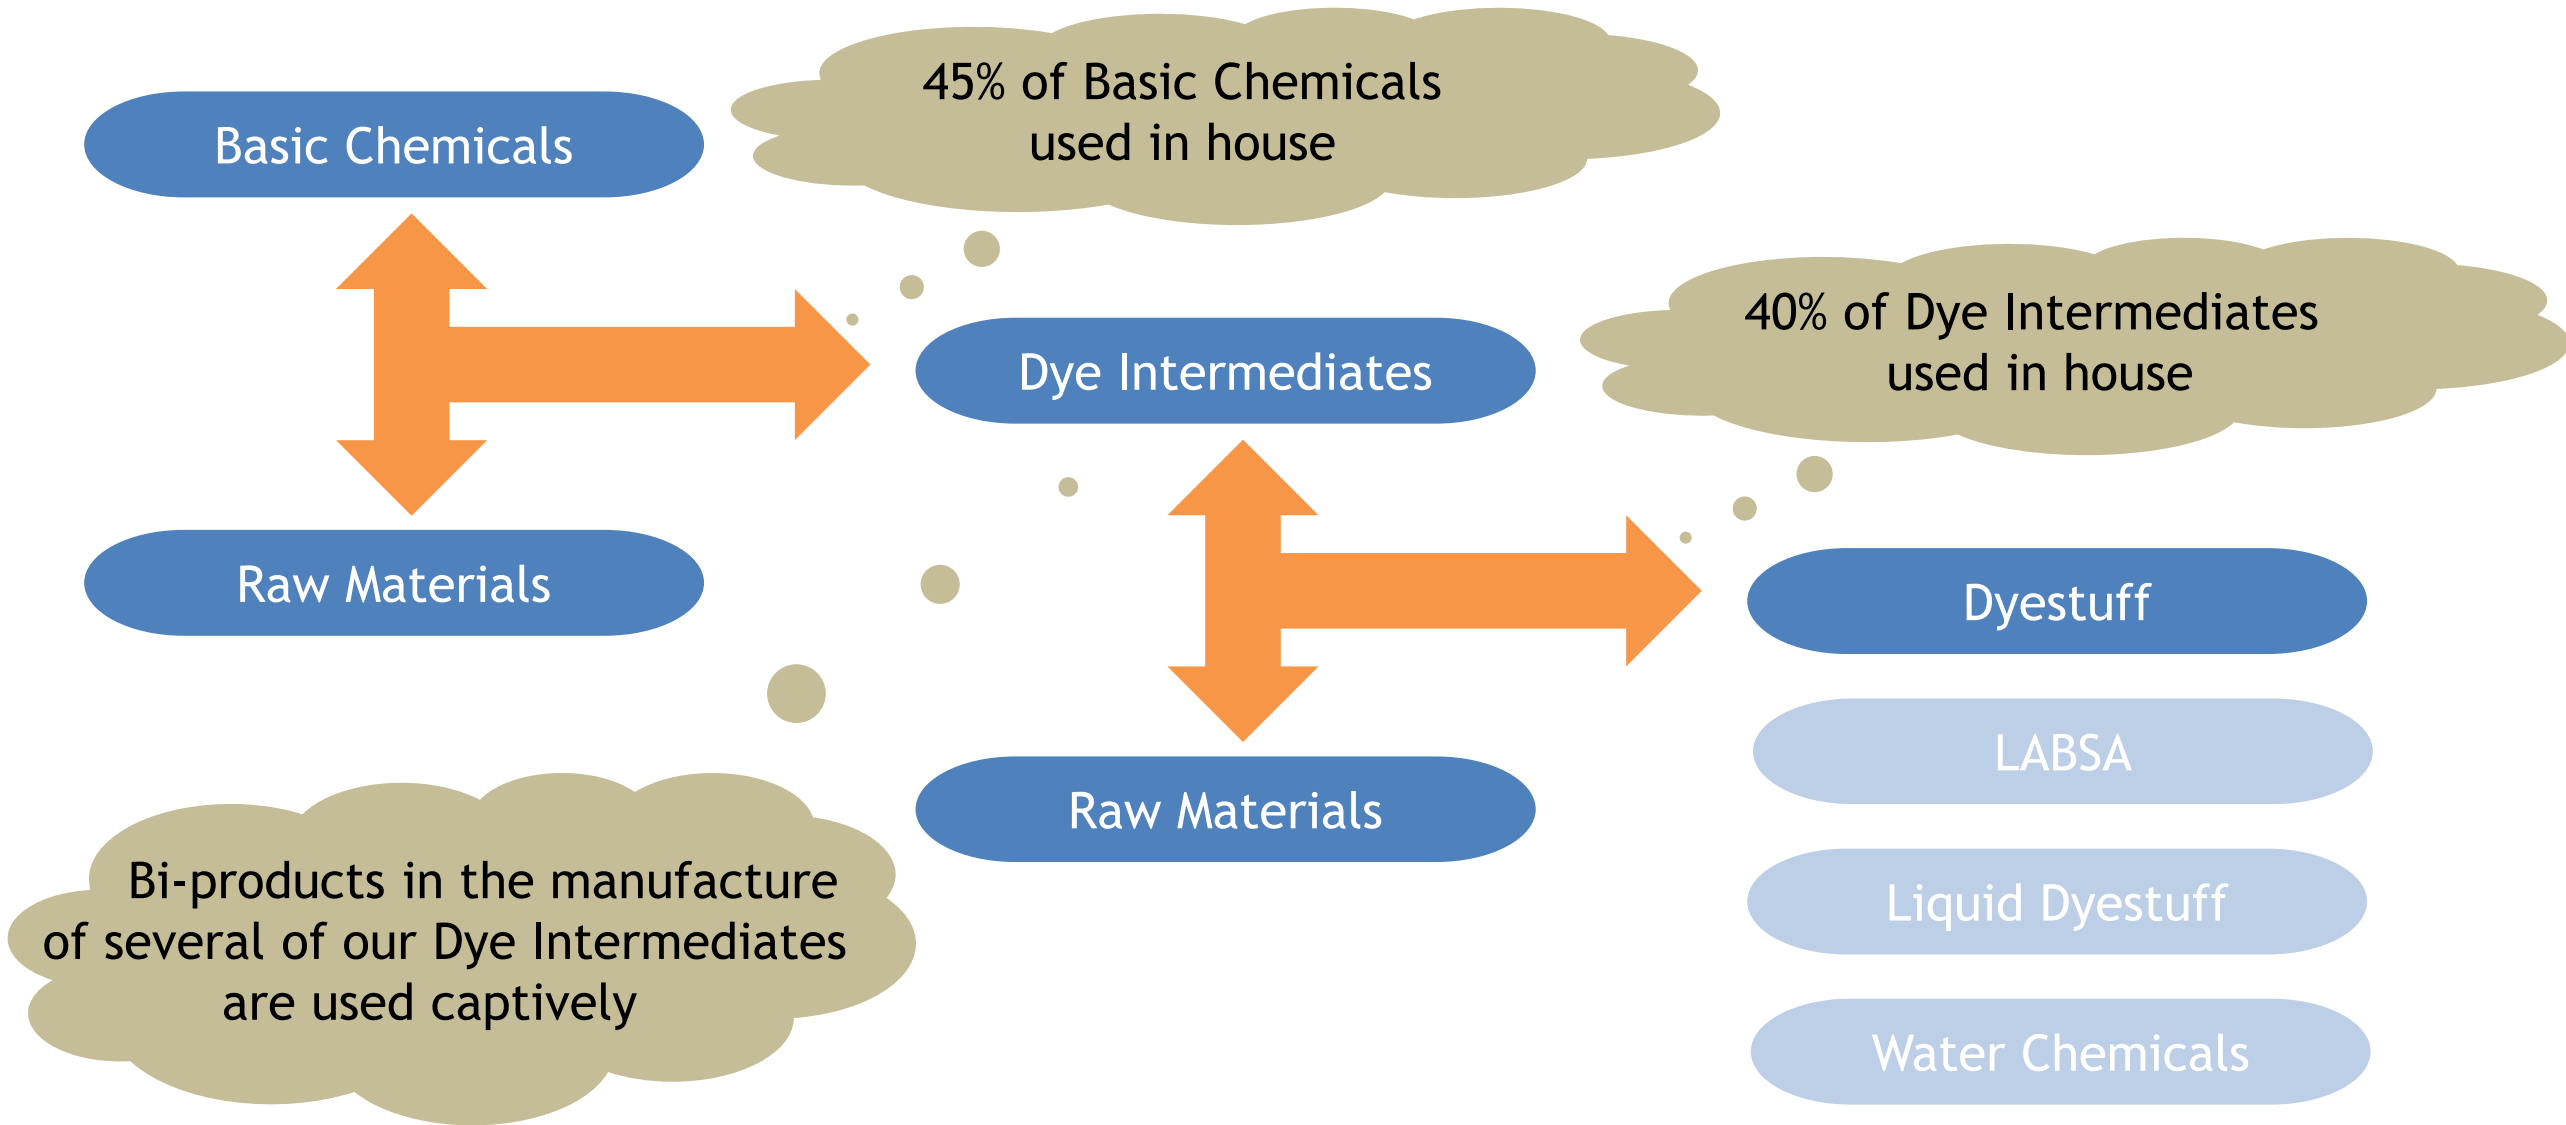 45% of Basic Chemicals
used in house
Basic Chemicals
40% of Dye Intermediates
used in house
Dye Intermediates
Raw Materials
Dyestuff
LABSA
Raw Materials
Bi-products in the manufacture
of several of our Dye Intermediates
are used captively
Liquid Dyestuff
Water Chemicals